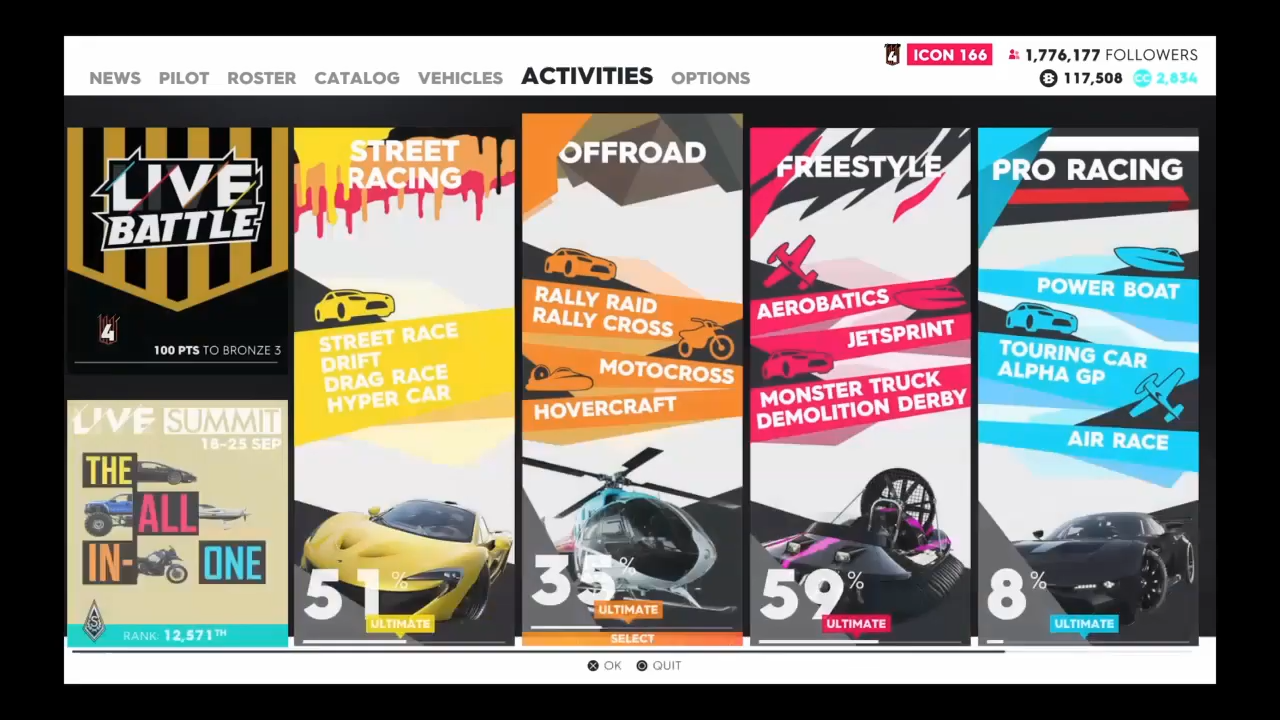 4 ICON 166 1,776,177 FOLLOWERS
NEWS PILOT ROSTER CATALOG VEHICLES ACTIVITIES OPTIONS
B 117,508 CC 2,834
LIVE
BATTLE
4
100 PTS TO BRONZE 3
LIVE SUMMIT
18-25 SEP
THE
ALL
IN-
ONE
S
RANK: 12,571TH
STREET
RACING
STREET RACE
DRIFT
DRAG RACE
HYPER CAR
51%
ULTIMATE
OFFROAD
RALLY RAID
RALLY CROSS
MOTOCROSS
HOVERCRAFT
35%
ULTIMATE
SELECT
FREESTYLE
AEROBATICS
JETSPRINT
MONSTER TRUCK
DEMOLITION DERBY
59%
ULTIMATE
PRO RACING
POWER BOAT
TOURING CAR
ALPHA GP
AIR RACE
8%
ULTIMATE
OK QUIT